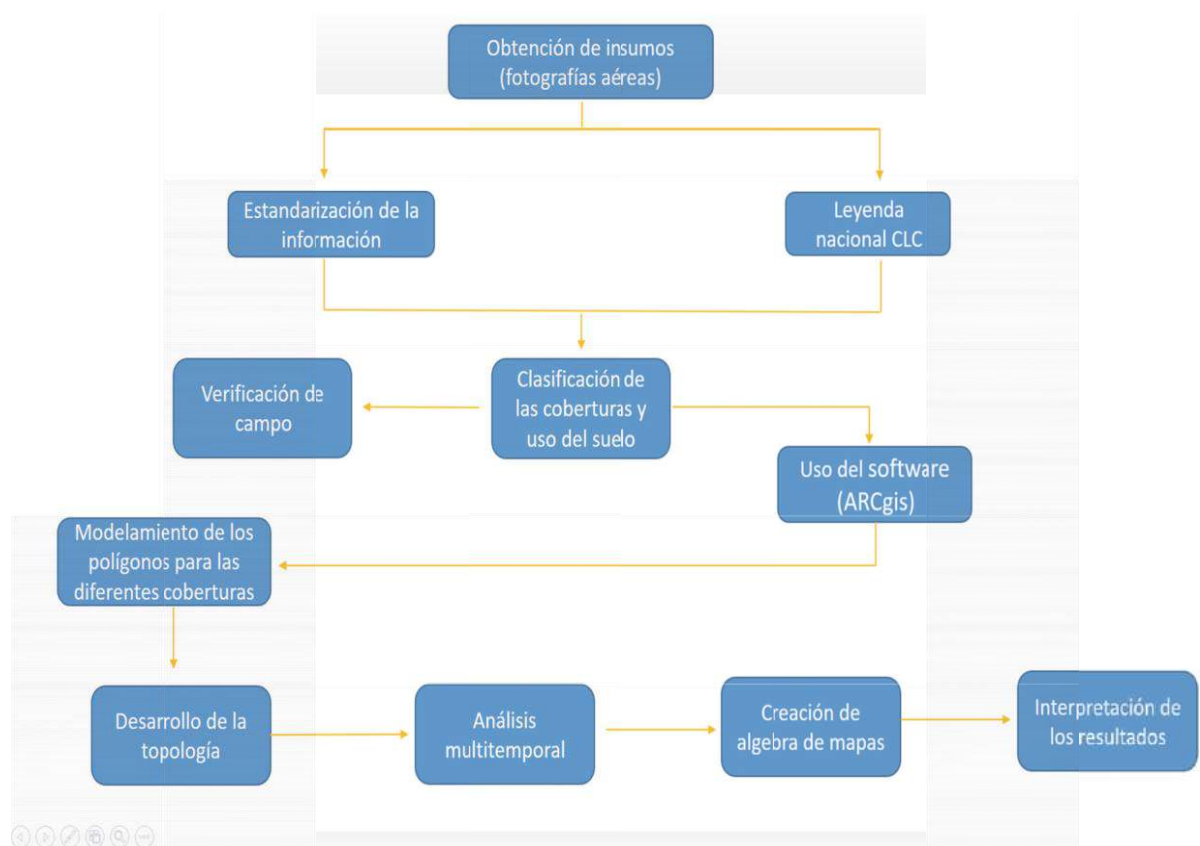 Obtención de insumos
(fotografías aéreas)
Estandarización de la
información
Leyenda
nacional CLC
Verificación de
campo
Clasificación de
las coberturas y
uso del suelo
Uso del software
(ARCgis)
Modelamiento de los
polígonos para las
diferentes coberturas
Desarrollo de la
topología
Análisis
multitemporal
Creación de
algebra de mapas
Interpretación de
los resultados